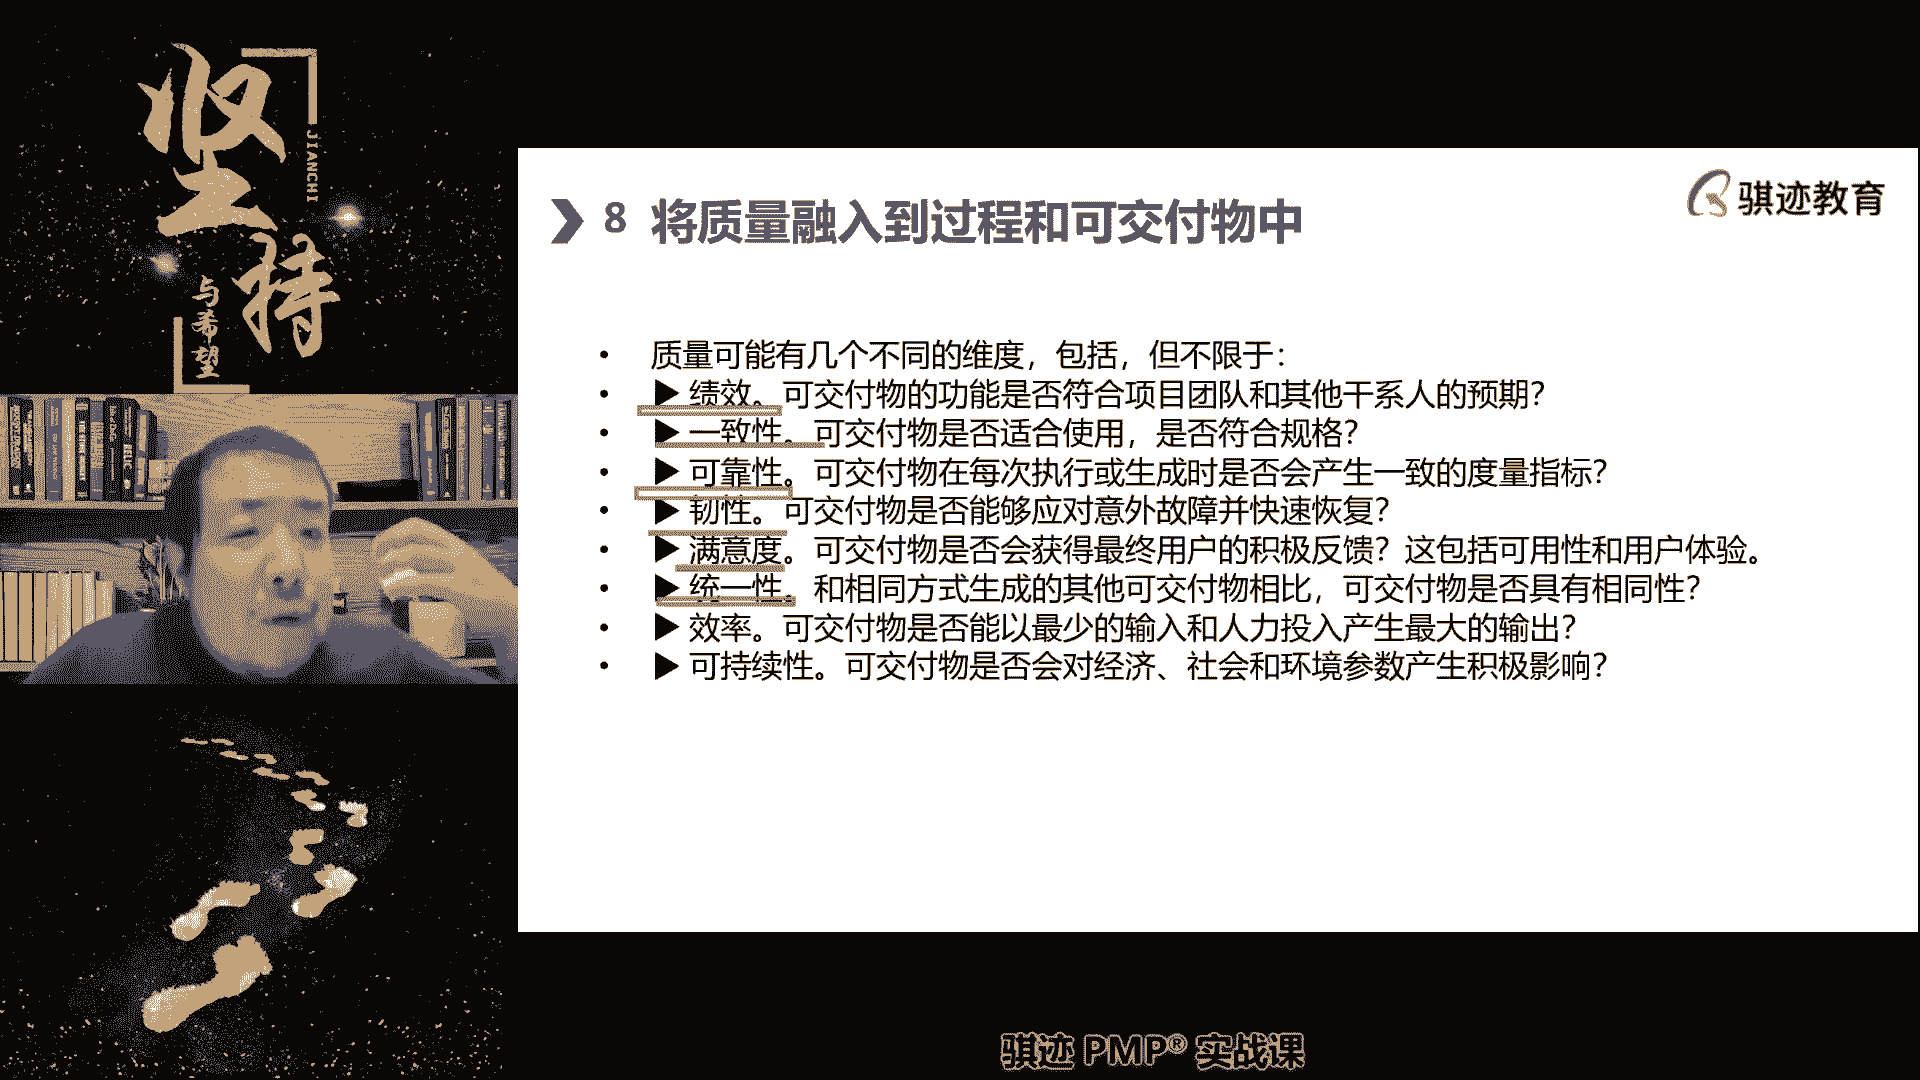 坚持
JIANCHI
与希望
骐迹教育
8 将质量融入到过程和可交付物中
• 质量可能有几个不同的维度，包括，但不限于：
• ▶ 绩效。可交付物的功能是否符合项目团队和其他干系人的预期？
• ▶ 一致性。可交付物是否适合使用，是否符合规格？
• ▶ 可靠性。可交付物在每次执行或生成时是否会产生一致的度量指标？
• ▶ 韧性。可交付物是否能够应对意外故障并快速恢复？
• ▶ 满意度。可交付物是否会获得最终用户的积极反馈？这包括可用性和用户体验。
• ▶ 统一性。和相同方式生成的其他可交付物相比，可交付物是否具有相同性？
• ▶ 效率。可交付物是否能以最少的输入和人力投入产生最大的输出？
• ▶ 可持续性。可交付物是否会对经济、社会和环境参数产生积极影响？
骐迹 PMP® 实战课